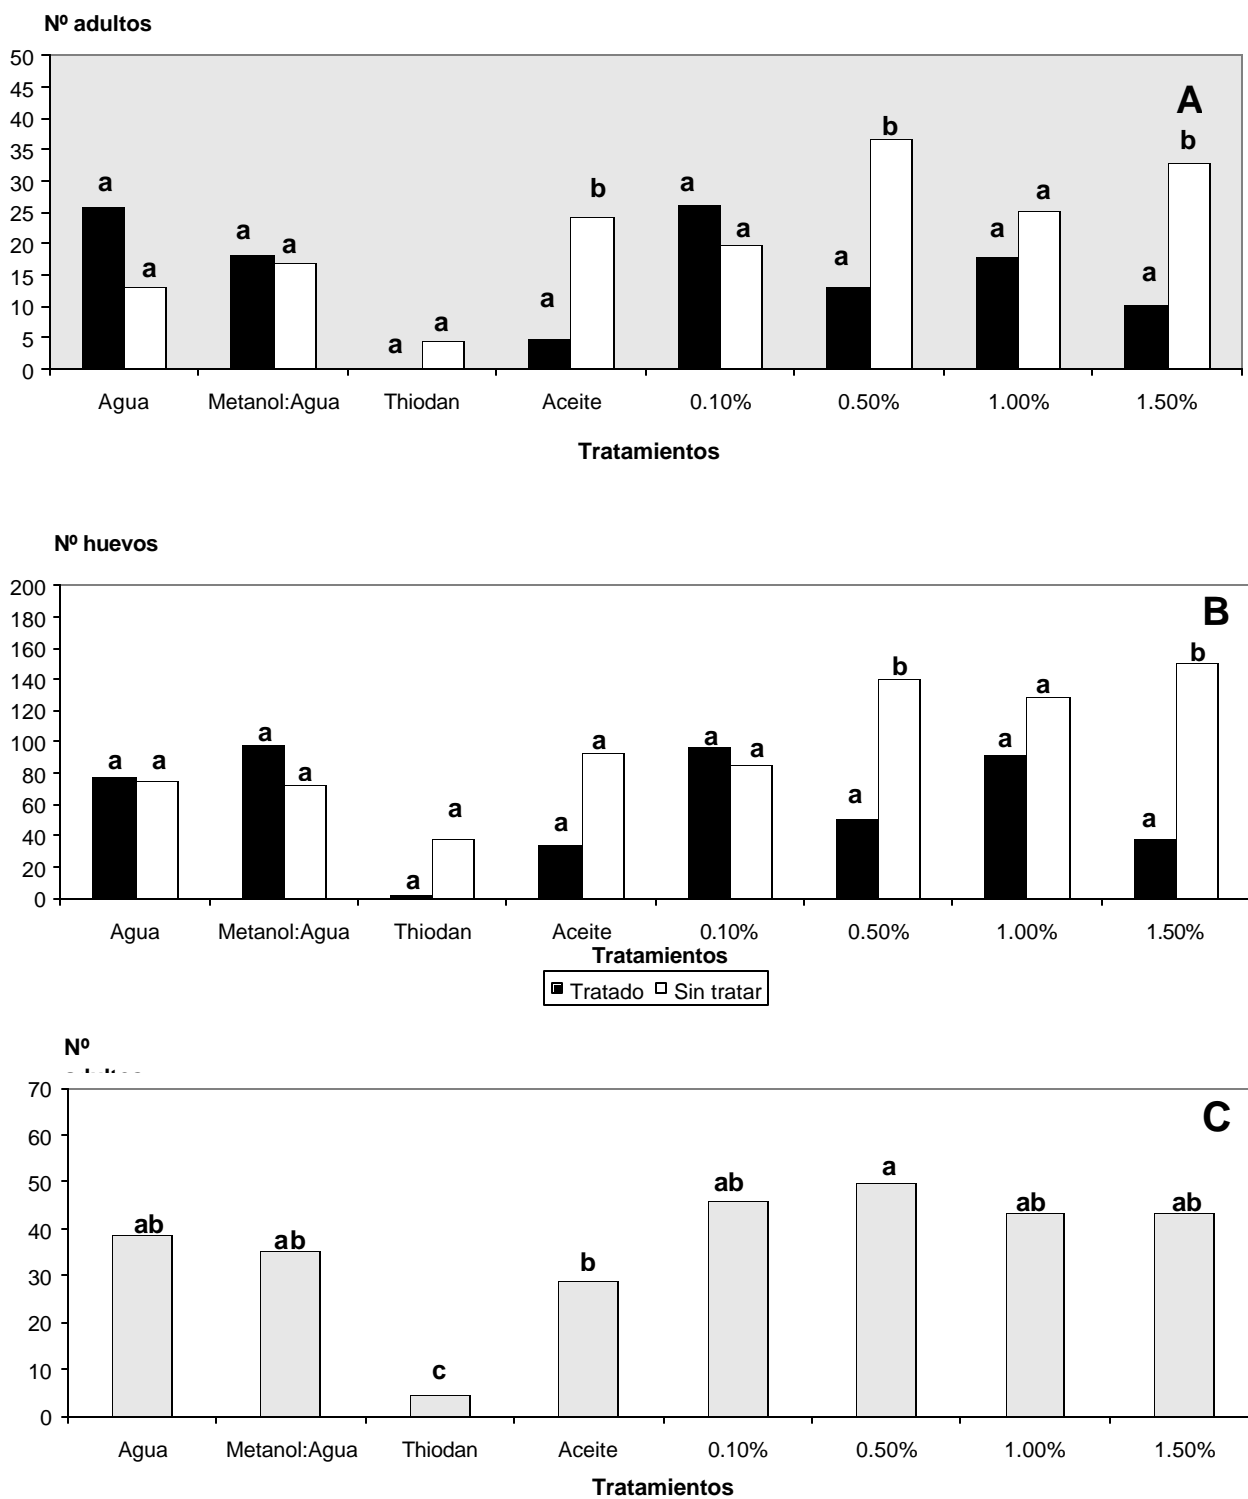 Nº adultos
50
45
40
35
30
25
20
15
10
5
0
A
a a a a a a a b a a a b a a a b
Agua Metanol:Agua Thiodan Aceite 0.10% 0.50% 1.00% 1.50%
Tratamientos
Nº huevos
200
180
160
140
120
100
80
60
40
20
0
B
a a a a a a a a a a a b a a a b
Agua Metanol:Agua Thiodan Aceite 0.10% 0.50% 1.00% 1.50%
Tratamientos
Tratado Sin tratar
Nº
70
60
50
40
30
20
10
0
C
ab ab c b ab a ab ab
Agua Metanol:Agua Thiodan Aceite 0.10% 0.50% 1.00% 1.50%
Tratamientos